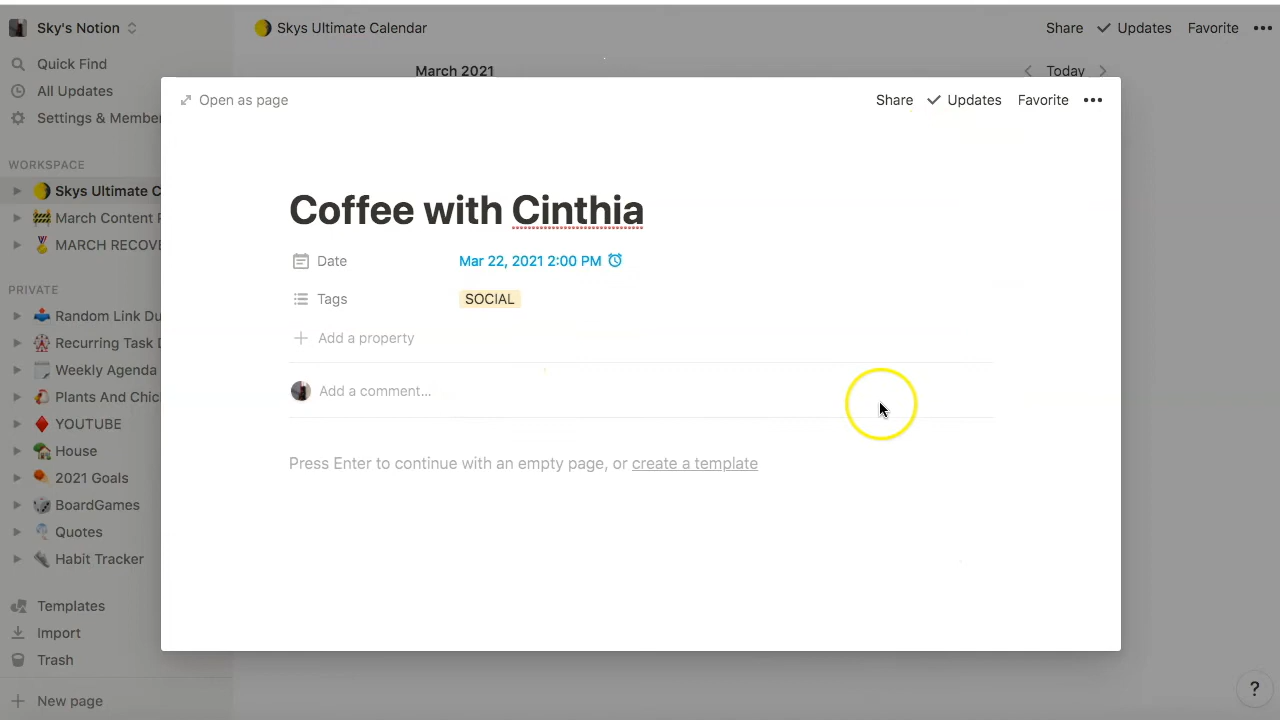 Sky's Notion
Skys Ultimate Calendar
Share Updates Favorite
Quick Find
All Updates
Settings & Member
March 2021
Today
Open as page
Share Updates Favorite
WORKSPACE
Skys Ultimate C
March Content P
MARCH RECOVE
PRIVATE
Random Link Du
Recurring Task D
Weekly Agenda
Plants And Chic
YOUTUBE
House
2021 Goals
BoardGames
Quotes
Habit Tracker
Templates
Import
Trash
New page
Coffee with Cinthia
Date Mar 22, 2021 2:00 PM
Tags SOCIAL
Add a property
Add a comment...
Press Enter to continue with an empty page, or create a template
?